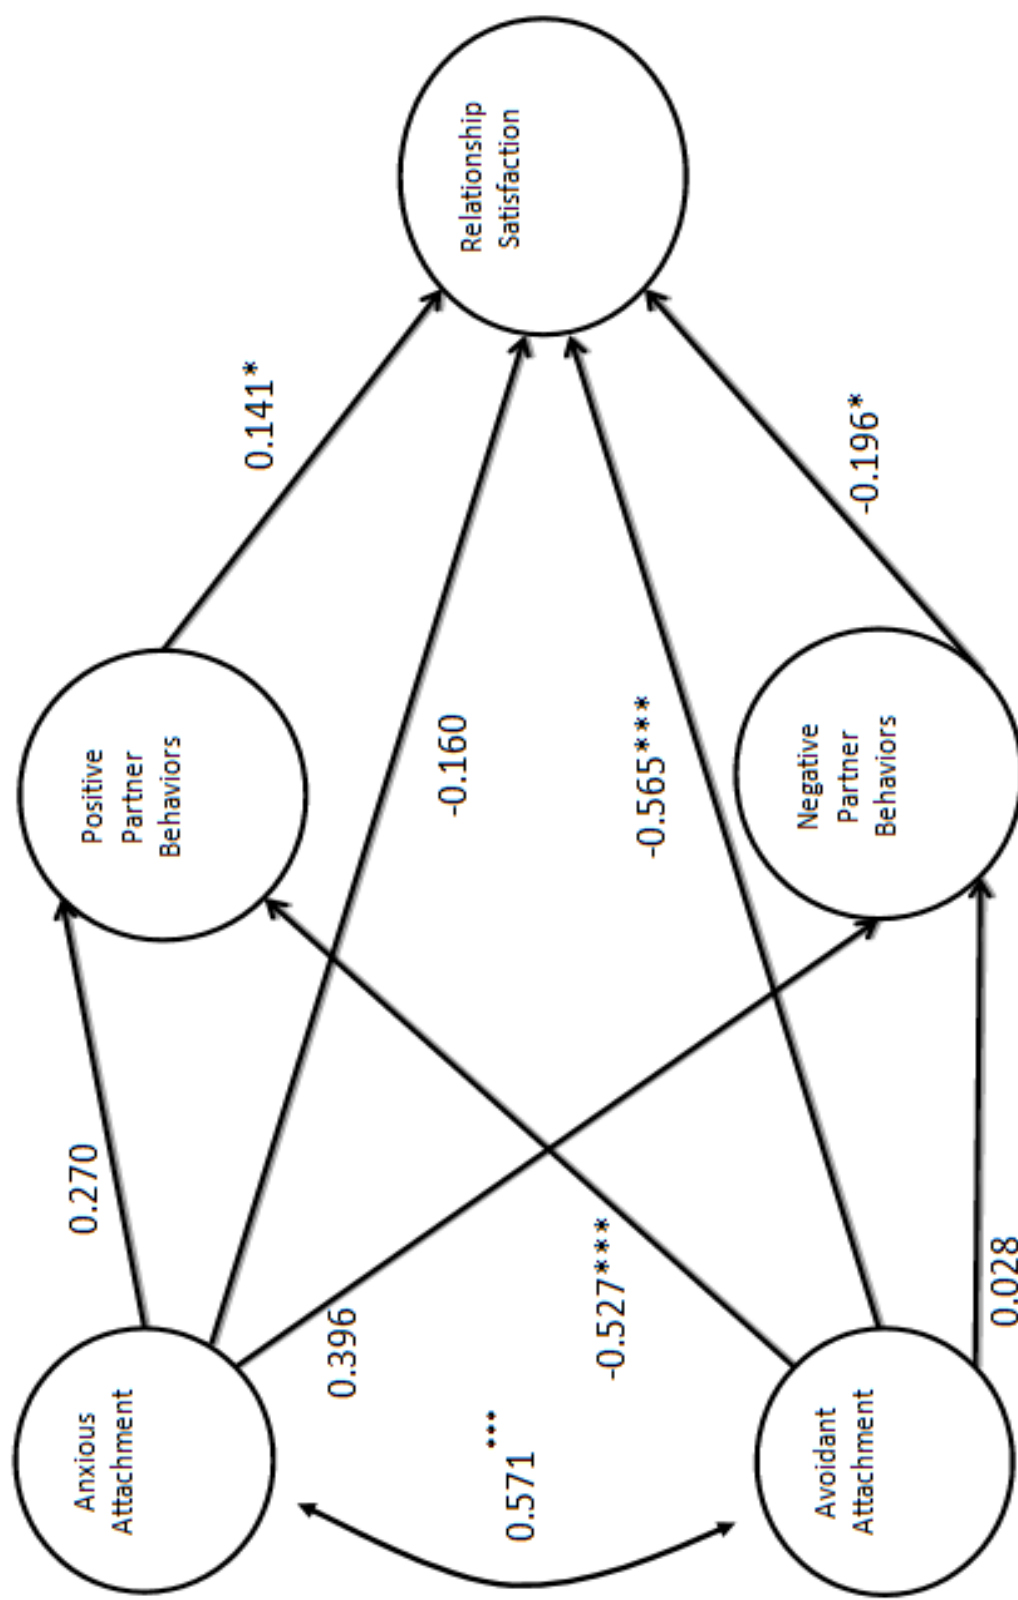 Anxious
Attachment
0.270
Positive
Partner
Behaviors
0.141*
Relationship
Satisfaction
-0.160
0.396
0.571***
-0.527***
-0.565***
Avoidant
Attachment
0.028
Negative
Partner
Behaviors
-0.196*